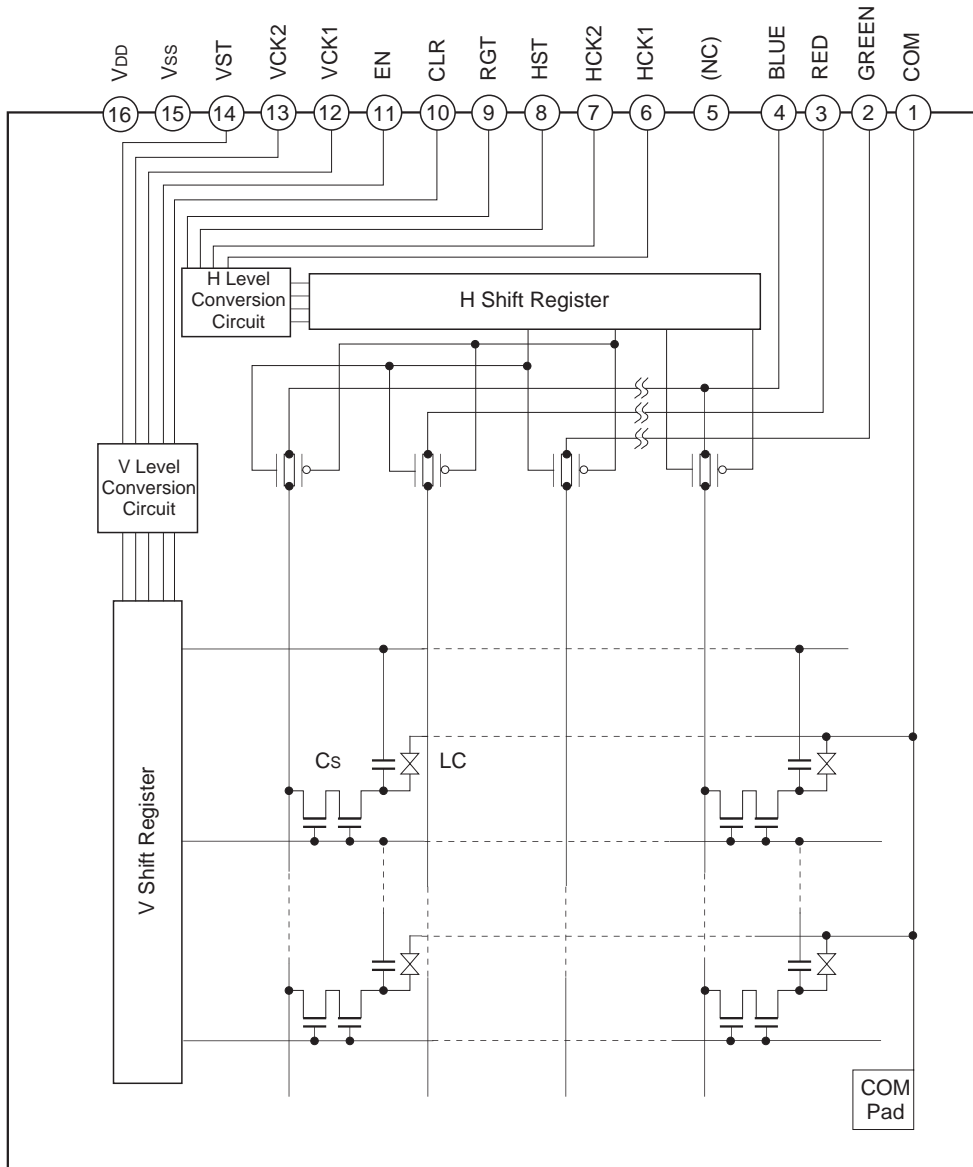 VDD
VSS
VST
VCK2
VCK1
EN
CLR
RGT
HST
HCK2
HCK1
(NC)
BLUE
RED
GREEN
COM
16
15
14
13
12
11
10
9
8
7
6
5
4
3
2
1
H Level
Conversion
Circuit
H Shift Register
V Level
Conversion
Circuit
V Shift Register
Cs
LC
COM
Pad